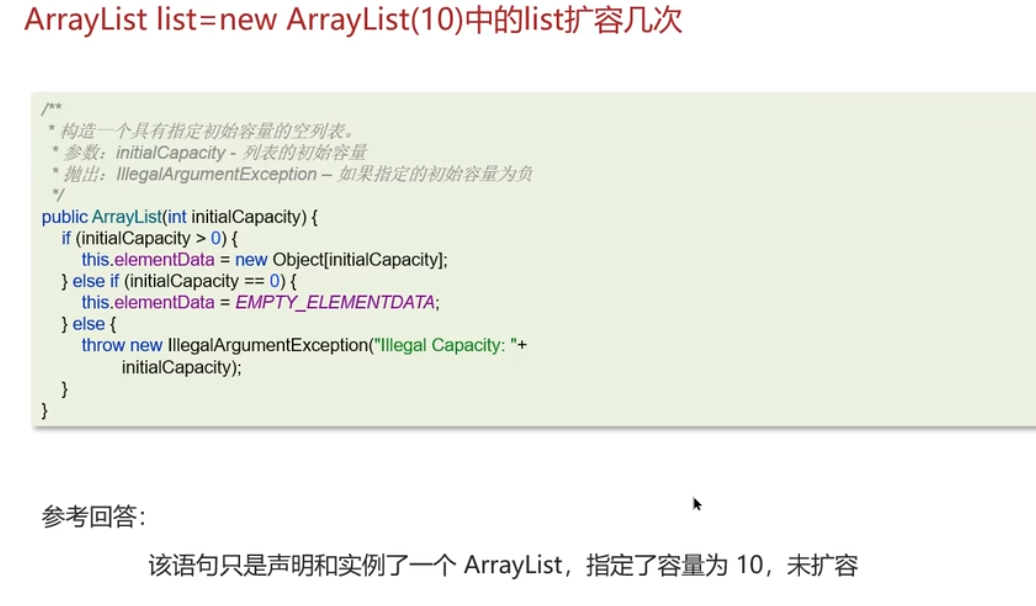 ArrayList list=new ArrayList(10)中的list扩容几次
/**
* 构造一个具有指定初始容量的空列表。
* 参数：initialCapacity - 列表的初始容量
* 抛出：IllegalArgumentException – 如果指定的初始容量为负
*/
public ArrayList(int initialCapacity) {
if (initialCapacity > 0) {
this.elementData = new Object[initialCapacity];
} else if (initialCapacity == 0) {
this.elementData = EMPTY_ELEMENTDATA;
} else {
throw new IllegalArgumentException("Illegal Capacity: "+
initialCapacity);
}
}
参考回答：
该语句只是声明和实例了一个 ArrayList，指定了容量为 10，未扩容